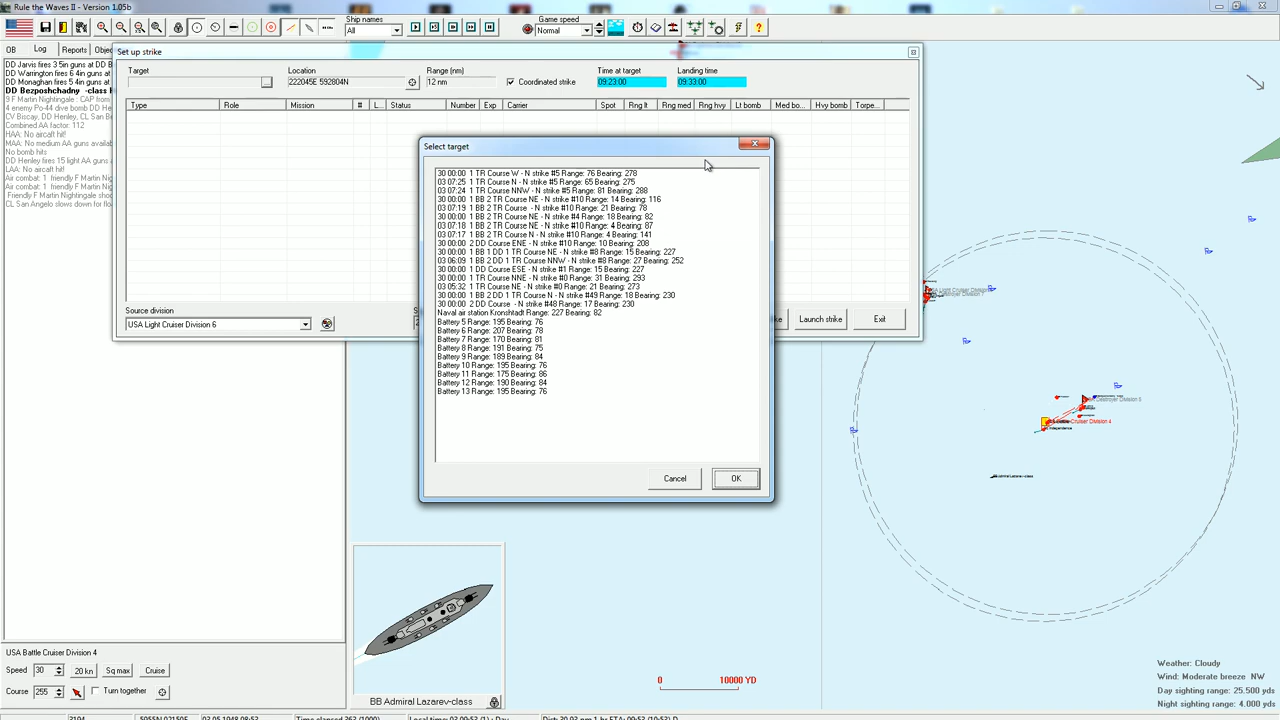 Rule the Waves II - Version 1.05b
Ship names
All
Game speed
Normal
OB Log Reports
DD Jarvis fires 3 5in guns at DD B
DD Warrington fires 6 4in guns at
DD Monaghan fires 5 4in guns at
DD Bezposhchadny -class
9 F Martin Nightingale : CAP from
4 enemy Po-44 dive bomb DD He
CV Biscay, DD Henley, CL San Bi
Combined AA factor: 112
HAA: No aicraft hit!
MAA: No medium AA guns availab
No bomb hits
DD Henley fires 15 light AA guns a
LAA: No aicraft hit!
Air combat: 1 friendly F Martin Nig
Air combat: 1 friendly F Martin Nig
Friendly F Martin Nightingale shoo
CL San Angelo slows down for flo
Set up strike
Target
...
Location
222045E 592804N
Range (nm)
12 nm
Coordinated strike
Time at target
09:23:00
Landing time
09:33:00
Type Role Mission # L... Status Number Exp Carrier Spot Rng lt Rng med Rng hvy Lt bomb Med bo... Hvy bomb Torpe...
Select target
30 00:00 1 TR Course W - N strike #5 Range: 76 Bearing: 278
03 07:25 1 TR Course N - N strike #5 Range: 65 Bearing: 275
03 07:24 1 TR Course NNW - N strike #5 Range: 81 Bearing: 288
30 00:00 1 BB 2 TR Course NE - N strike #10 Range: 14 Bearing: 116
03 07:19 1 BB 2 TR Course - N strike #10 Range: 21 Bearing: 78
30 00:00 1 BB 2 TR Course NE - N strike #4 Range: 18 Bearing: 82
03 07:18 1 BB 2 TR Course NE - N strike #10 Range: 4 Bearing: 87
03 07:17 1 BB 2 TR Course N - N strike #10 Range: 4 Bearing: 141
30 00:00 2 DD Course ENE - N strike #10 Range: 10 Bearing: 208
30 00:00 1 BB 1 DD 1 TR Course NE - N strike #8 Range: 15 Bearing: 227
03 06:09 1 BB 1 DD 2 TR Course NNW - N strike #8 Range: 27 Bearing: 252
30 00:00 1 DD Course ESE - N strike #1 Range: 15 Bearing: 227
30 00:00 1 TR Course NNE - N strike #0 Range: 31 Bearing: 293
03 05:32 1 TR Course NE - N strike #0 Range: 21 Bearing: 273
30 00:00 1 BB 2 DD 1 TR Course N - N strike #49 Range: 18 Bearing: 230
30 00:00 2 DD Course - N strike #48 Range: 17 Bearing: 230
Naval air station Kronshtadt Range: 227 Bearing: 82
Battery 5 Range: 195 Bearing: 76
Battery 6 Range: 207 Bearing: 78
Battery 7 Range: 170 Bearing: 81
Battery 8 Range: 191 Bearing: 75
Battery 9 Range: 189 Bearing: 84
Battery 10 Range: 195 Bearing: 76
Battery 11 Range: 175 Bearing: 86
Battery 12 Range: 190 Bearing: 84
Battery 13 Range: 195 Bearing: 76
Cancel OK
Source division
USA Light Cruiser Division 6
Launch strike
Exit
BB Admiral Lazarev-class
0 10000 YD
USA Battle Cruiser Division 4
Speed 30 20 kn Sq max Cruise
Course 255 Turn together
Weather: Cloudy
Wind: Moderate breeze NW
Day sighting range: 25.500 yds
Night sighting range: 4.000 yds